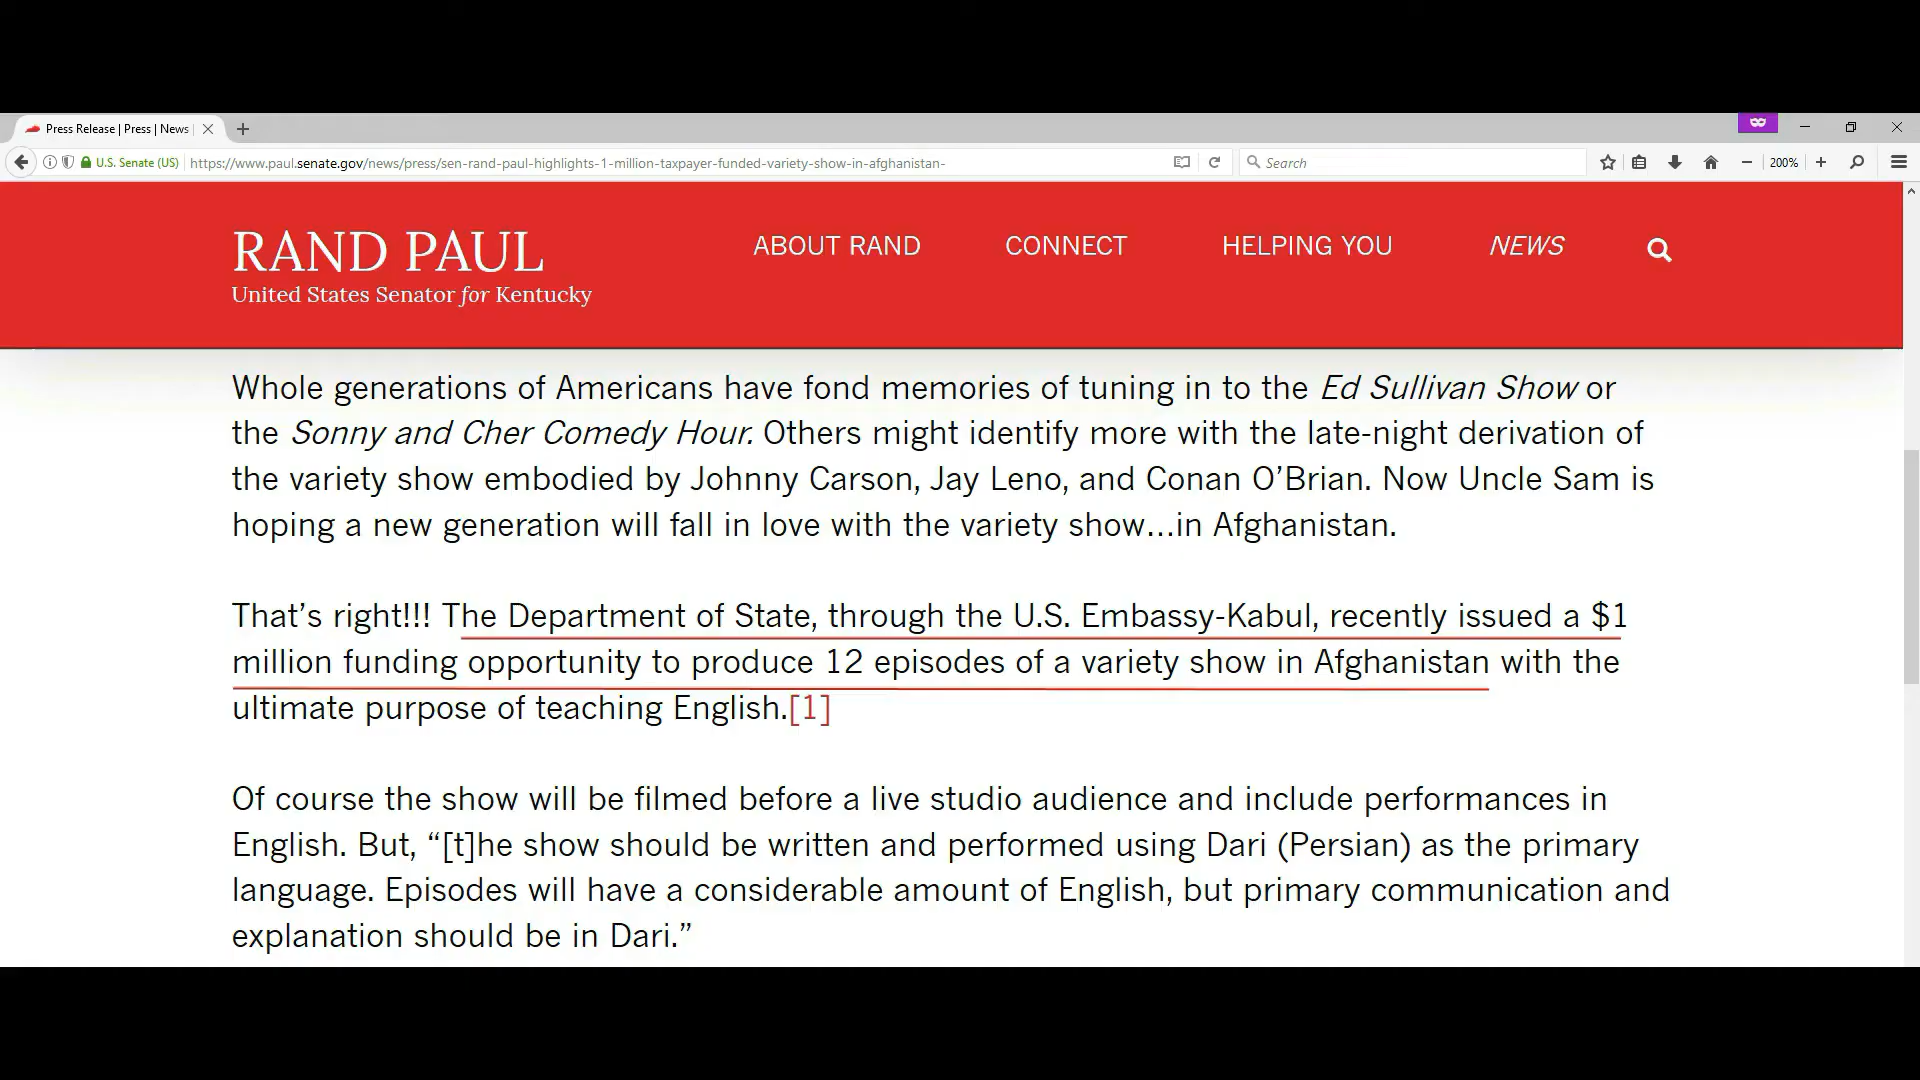 Press Release | Press | News
U.S. Senate (US)
https://www.paul.senate.gov/news/press/sen-rand-paul-highlights-1-million-taxpayer-funded-variety-show-in-afghanistan-
Search
200%
RAND PAUL
United States Senator for Kentucky
ABOUT RAND
CONNECT
HELPING YOU
NEWS
Whole generations of Americans have fond memories of tuning in to the Ed Sullivan Show or
the Sonny and Cher Comedy Hour. Others might identify more with the late-night derivation of
the variety show embodied by Johnny Carson, Jay Leno, and Conan O’Brian. Now Uncle Sam is
hoping a new generation will fall in love with the variety show...in Afghanistan.
That’s right!!! The Department of State, through the U.S. Embassy-Kabul, recently issued a $1
million funding opportunity to produce 12 episodes of a variety show in Afghanistan with the
ultimate purpose of teaching English.[1]
Of course the show will be filmed before a live studio audience and include performances in
English. But, “[t]he show should be written and performed using Dari (Persian) as the primary
language. Episodes will have a considerable amount of English, but primary communication and
explanation should be in Dari.”